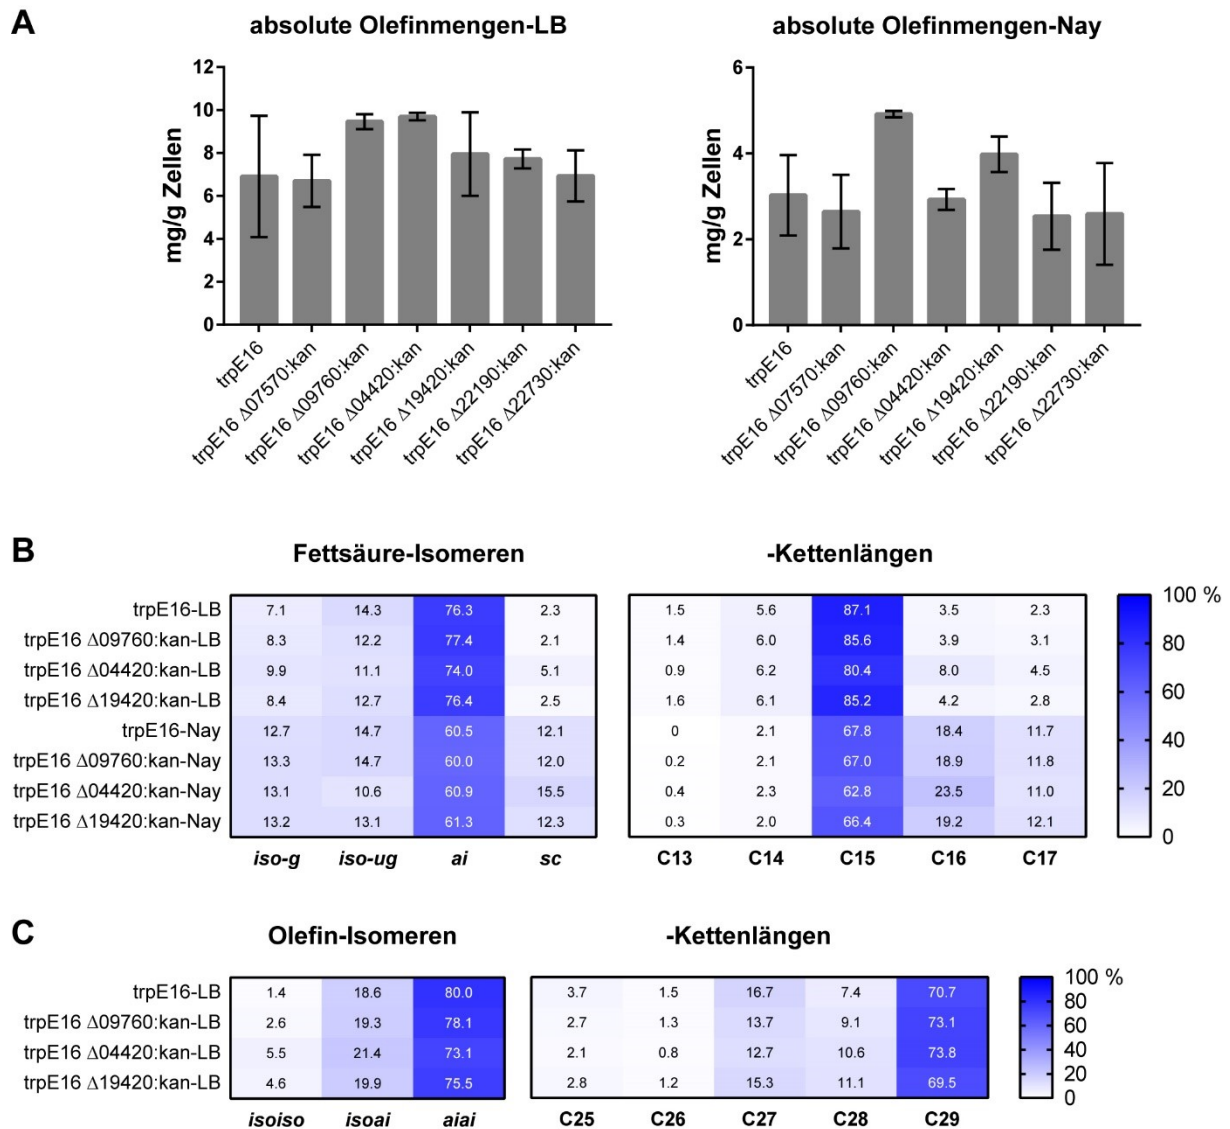 A
absolute Olefinmengen-LB
mg/g Zellen
12
10
8
6
4
2
0
trpE16
trpE16 Δ07570:kan
trpE16 Δ09760:kan
trpE16 Δ04420:kan
trpE16 Δ19420:kan
trpE16 Δ22190:kan
trpE16 Δ22730:kan
absolute Olefinmengen-Nay
mg/g Zellen
6
4
2
0
trpE16
trpE16 Δ07570:kan
trpE16 Δ09760:kan
trpE16 Δ04420:kan
trpE16 Δ19420:kan
trpE16 Δ22190:kan
trpE16 Δ22730:kan
B
Fettsäure-Isomeren -Kettenlängen
trpE16-LB 7.1 14.3 76.3 2.3 1.5 5.6 87.1 3.5 2.3
trpE16 Δ09760:kan-LB 8.3 12.2 77.4 2.1 1.4 6.0 85.6 3.9 3.1
trpE16 Δ04420:kan-LB 9.9 11.1 74.0 5.1 0.9 6.2 80.4 8.0 4.5
trpE16 Δ19420:kan-LB 8.4 12.7 76.4 2.5 1.6 6.1 85.2 4.2 2.8
trpE16-Nay 12.7 14.7 60.5 12.1 0 2.1 67.8 18.4 11.7
trpE16 Δ09760:kan-Nay 13.3 14.7 60.0 12.0 0.2 2.1 67.0 18.9 11.8
trpE16 Δ04420:kan-Nay 13.1 10.6 60.9 15.5 0.4 2.3 62.8 23.5 11.0
trpE16 Δ19420:kan-Nay 13.2 13.1 61.3 12.3 0.3 2.0 66.4 19.2 12.1
iso-g iso-ug ai sc C13 C14 C15 C16 C17
100 %
80
60
40
20
0
C
Olefin-Isomeren -Kettenlängen
trpE16-LB 1.4 18.6 80.0 3.7 1.5 16.7 7.4 70.7
trpE16 Δ09760:kan-LB 2.6 19.3 78.1 2.7 1.3 13.7 9.1 73.1
trpE16 Δ04420:kan-LB 5.5 21.4 73.1 2.1 0.8 12.7 10.6 73.8
trpE16 Δ19420:kan-LB 4.6 19.9 75.5 2.8 1.2 15.3 11.1 69.5
isoiso isoai aiai C25 C26 C27 C28 C29
100 %
80
60
40
20
0